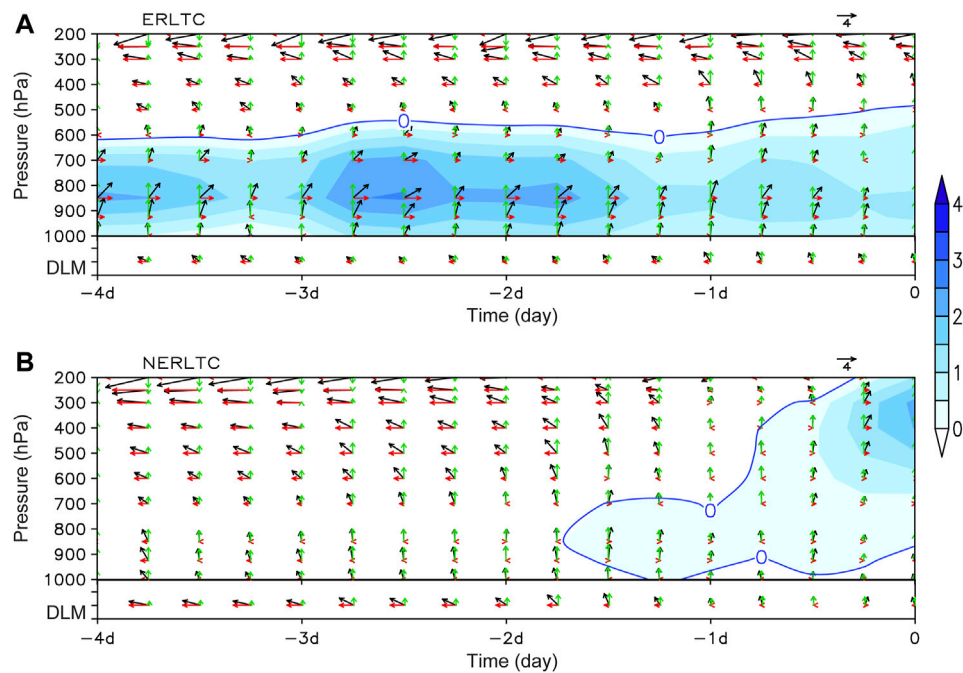 A
ERLTC
4
200
300
400
500
600
700
800
900
1000
DLM
Pressure (hPa)
0
0
−4d
−3d
−2d
−1d
0
Time (day)
4
3
2
1
0
B
NERLTC
4
200
300
400
500
600
700
800
900
1000
DLM
Pressure (hPa)
0
0
−4d
−3d
−2d
−1d
0
Time (day)